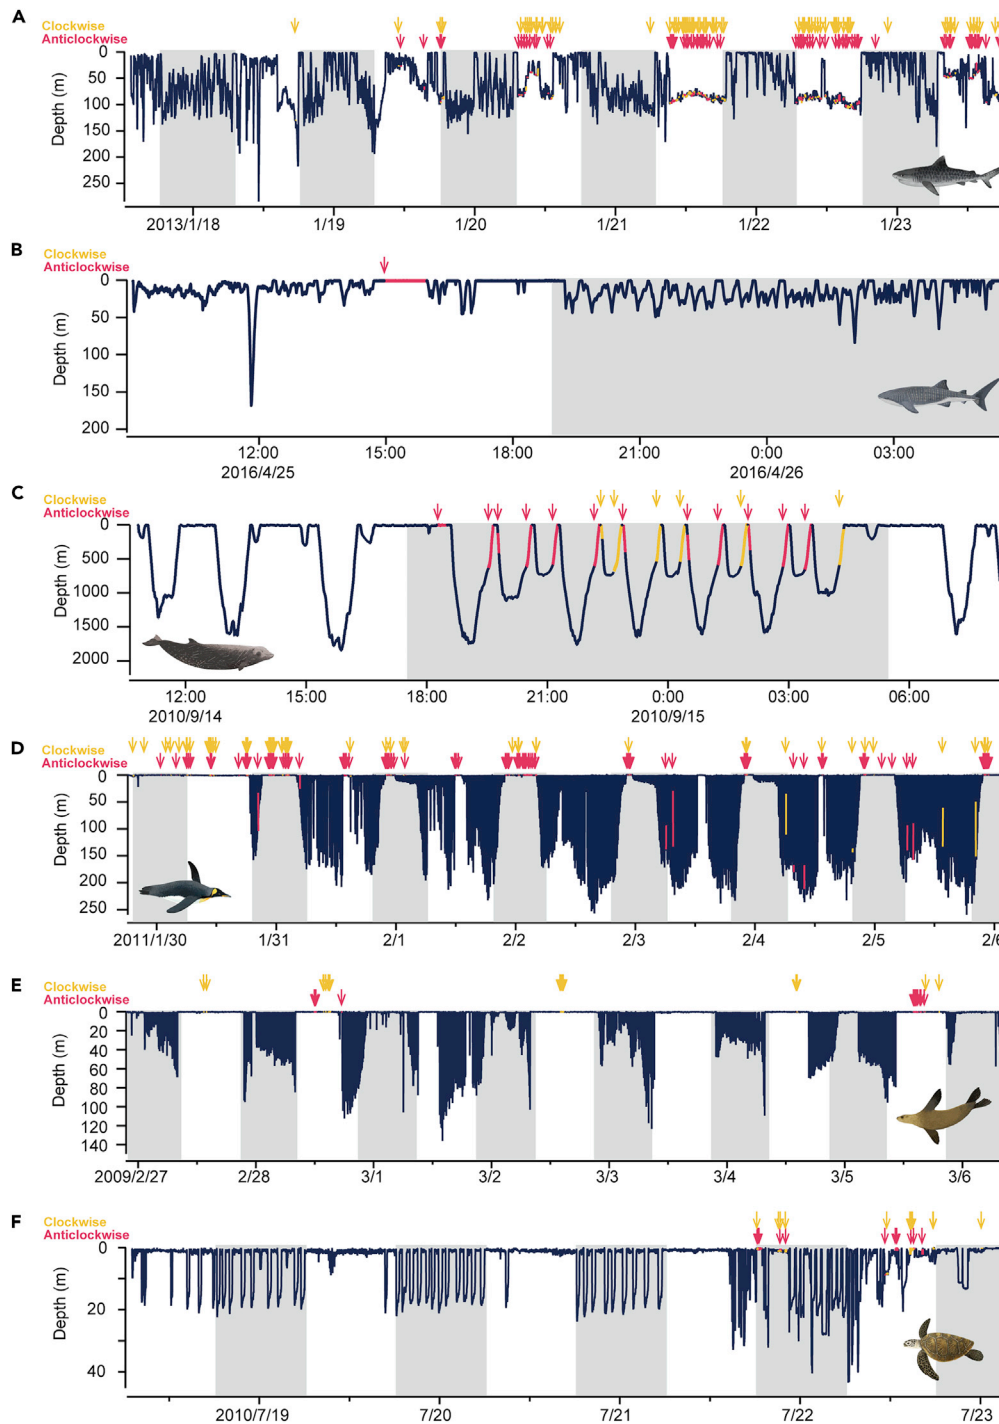 A
Clockwise
Anticlockwise
Depth (m)
0
50
100
150
200
250
2013/1/18 1/19 1/20 1/21 1/22 1/23
B
Clockwise
Anticlockwise
Depth (m)
0
50
100
150
200
12:00 15:00 18:00 21:00 0:00 03:00
2016/4/25 2016/4/26
C
Clockwise
Anticlockwise
Depth (m)
0
500
1000
1500
2000
12:00 15:00 18:00 21:00 0:00 03:00 06:00
2010/9/14 2010/9/15
D
Clockwise
Anticlockwise
Depth (m)
0
50
100
150
200
250
2011/1/30 1/31 2/1 2/2 2/3 2/4 2/5 2/6
E
Clockwise
Anticlockwise
Depth (m)
0
20
40
60
80
100
120
140
2009/2/27 2/28 3/1 3/2 3/3 3/4 3/5 3/6
F
Clockwise
Anticlockwise
Depth (m)
0
20
40
2010/7/19 7/20 7/21 7/22 7/23